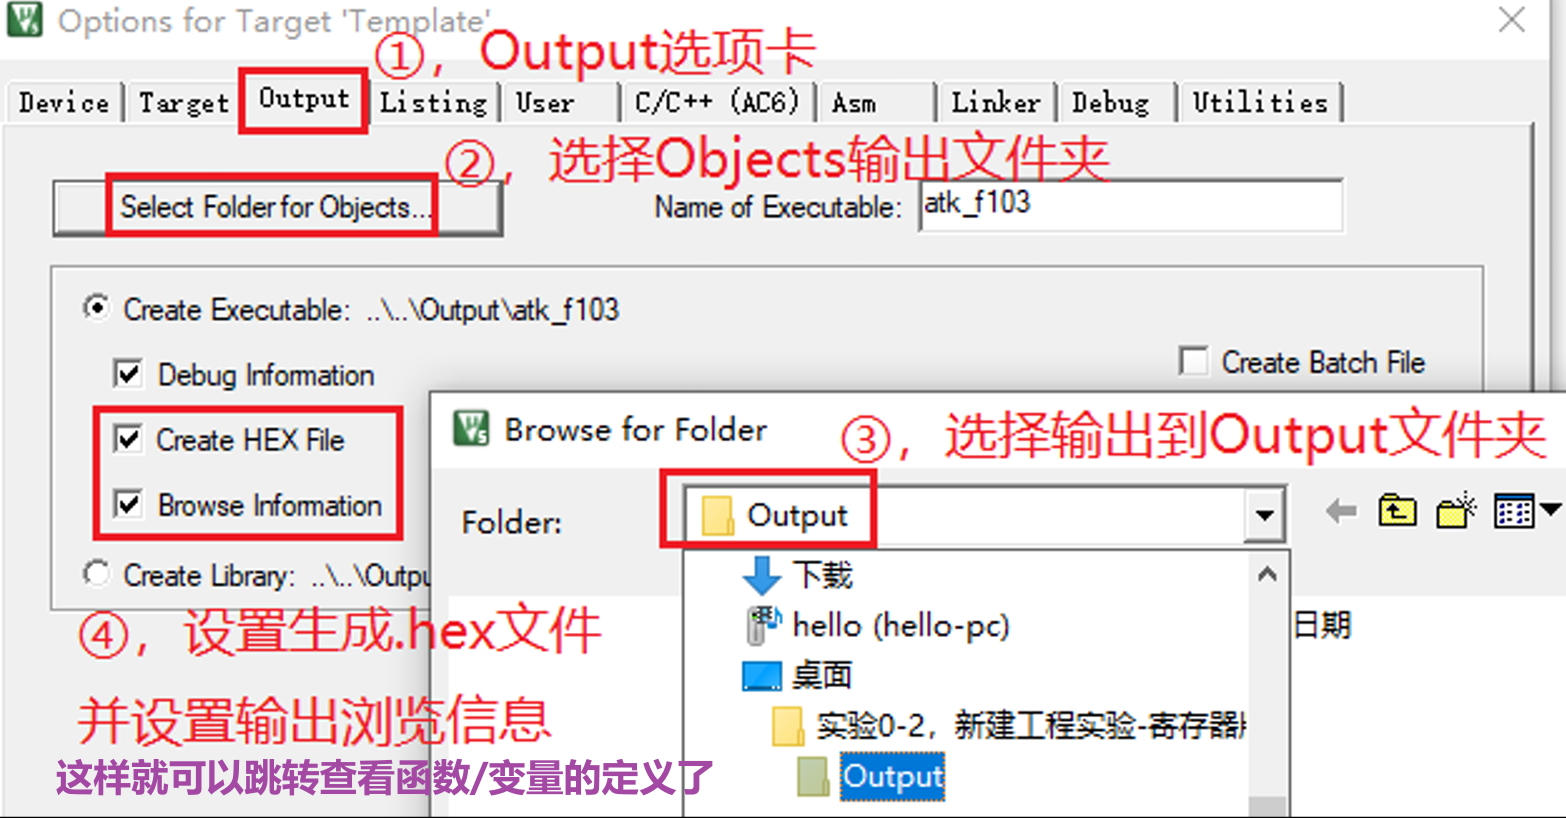 Options for Target 'Template'
①，Output选项卡
Device Target Output Listing User C/C++ (AC6) Asm Linker Debug Utilities
②，选择Objects输出文件夹
Select Folder for Objects... Name of Executable: atk_f103
Create Executable: ..\..\Output\atk_f103
Debug Information
Create Batch File
Create HEX File
Browse Information
Create Library: ..\..\Outpu
Browse for Folder
③，选择输出到Output文件夹
Folder: Output
下载
hello (hello-pc)
日期
桌面
实验0-2，新建工程实验-寄存器
Output
④，设置生成.hex文件
并设置输出浏览信息
这样就可以跳转查看函数/变量的定义了